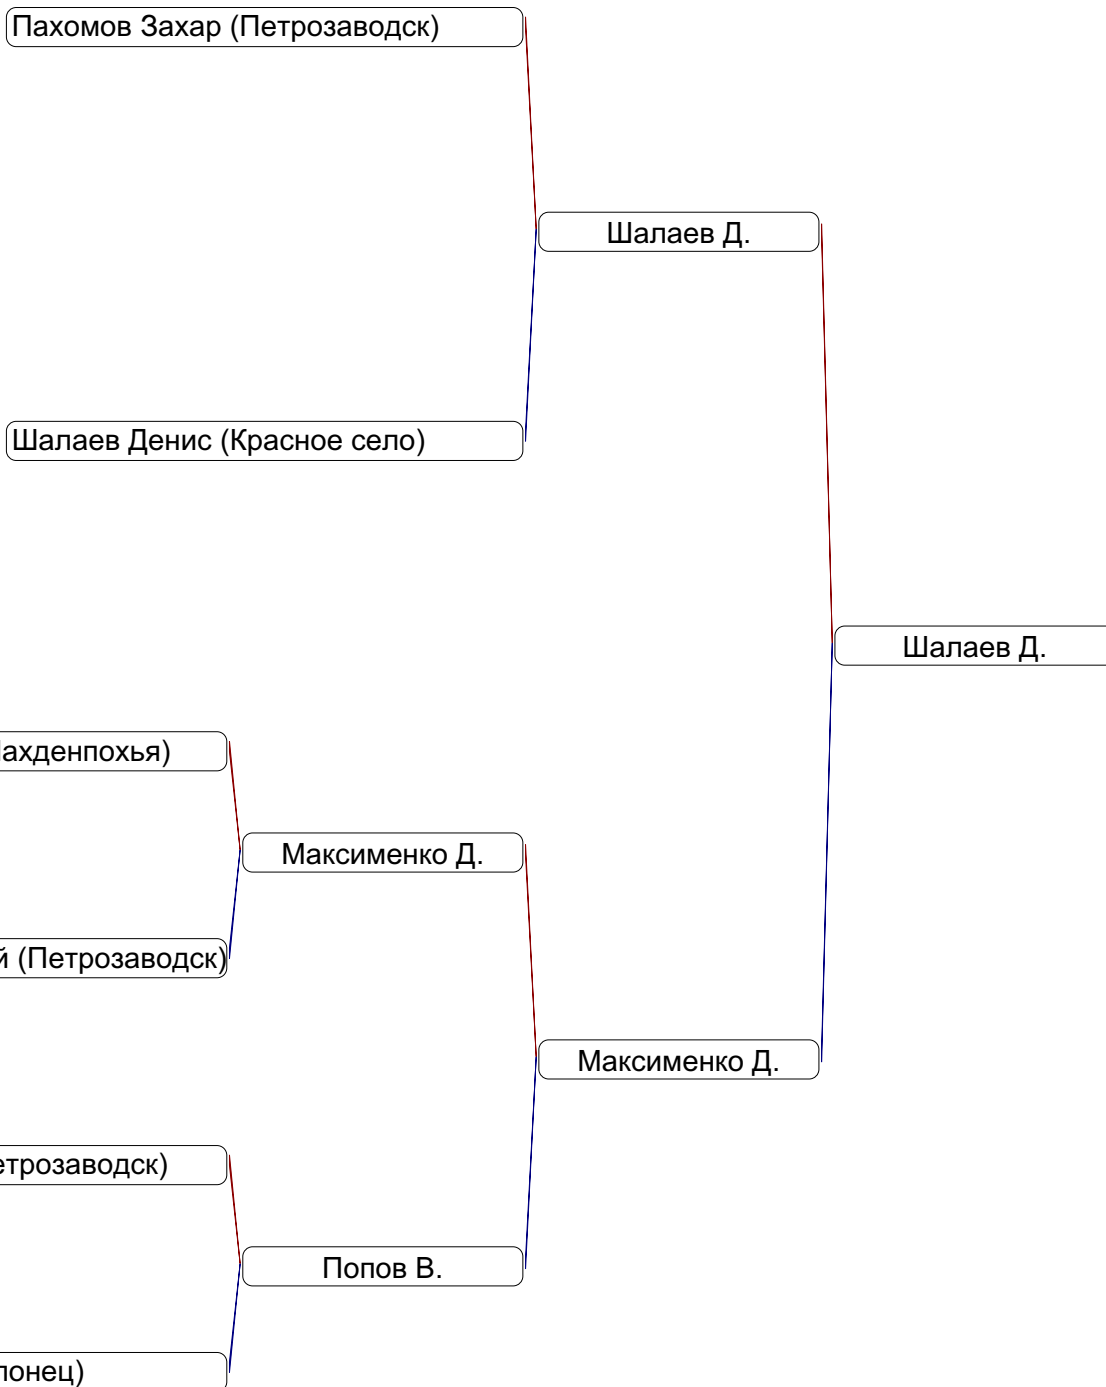 Пахомов Захар (Петрозаводск)
Шалаев Д.
Шалаев Денис (Красное село)
Шалаев Д.
ахденпохья)
Максименко Д.
й (Петрозаводск)
Максименко Д.
етрозаводск)
Попов В.
понец)